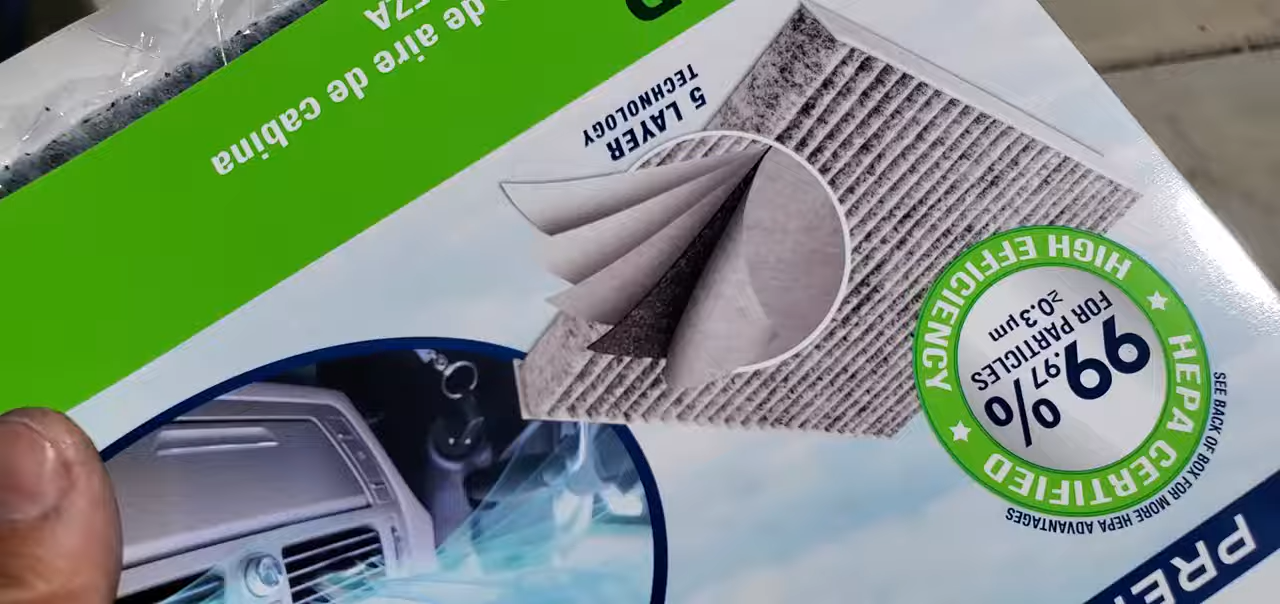 de aire de cabina
5 LAYER
TECHNOLOGY
HEPA CERTIFIED
HIGH EFFICIENCY
99.97%
FOR PARTICLES
≥0.3µm
SEE BACK OF BOX FOR MORE HEPA ADVANTAGES